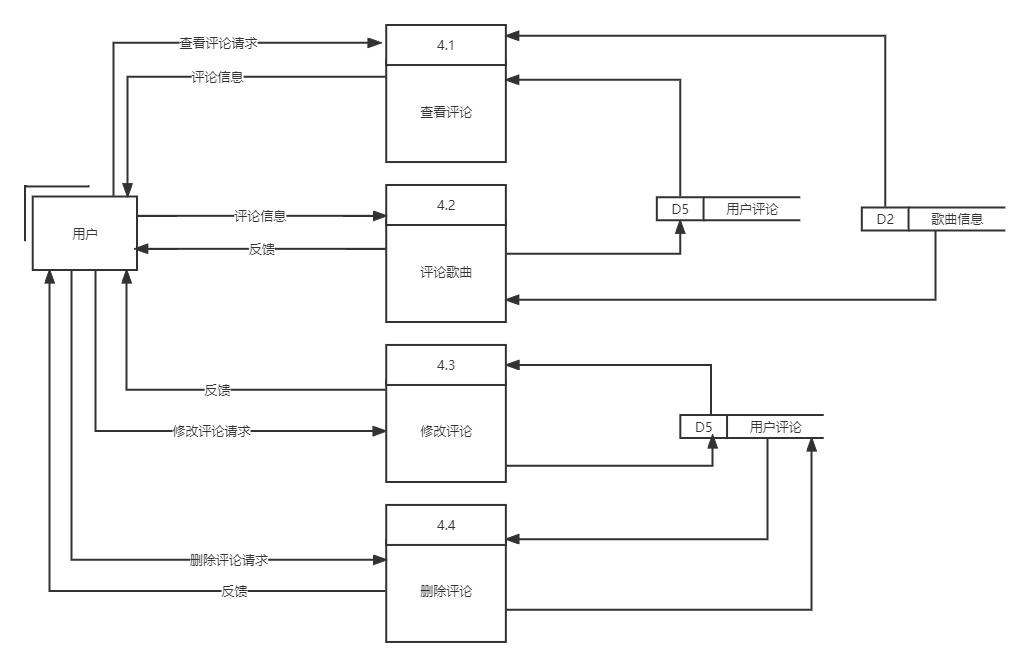 4.1
查看评论请求
评论信息
查看评论
用户
评论信息
反馈
4.2
评论歌曲
D5
用户评论
D2
歌曲信息
4.3
反馈
修改评论请求
修改评论
D5
用户评论
4.4
删除评论请求
反馈
删除评论